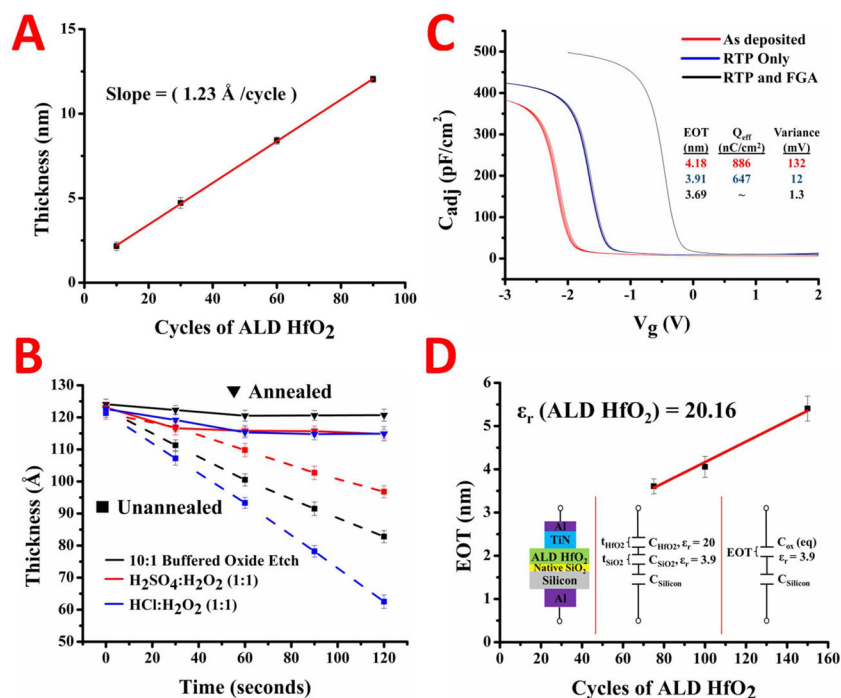 A
15
10
5
0
Thickness (nm)
Slope = ( 1.23 Å /cycle )
0 20 40 60 80 100
Cycles of ALD HfO2
C
500
400
300
200
100
0
Cadj (pF/cm2)
As deposited
RTP Only
RTP and FGA
EOT Qeff Variance
(nm) (nC/cm2) (mV)
4.18 886 132
3.91 647 12
3.69 ~ 1.3
-3 -2 -1 0 1 2
Vg (V)
B
130
120
110
100
90
80
70
60
50
Thickness (Å)
Annealed
Unannealed
10:1 Buffered Oxide Etch
H2SO4:H2O2 (1:1)
HCl:H2O2 (1:1)
0 20 40 60 80 100 120
Time (seconds)
D
6
5
4
3
2
1
0
EOT (nm)
εr (ALD HfO2) = 20.16
Al
TiN
ALD HfO2
Native SiO2
Silicon
Al
tHfO2 CHfO2, εr = 20
tSiO2 CSiO2, εr = 3.9
CSilicon
EOT Cox (eq)
εr = 3.9
CSilicon
0 20 40 60 80 100 120 140 160
Cycles of ALD HfO2